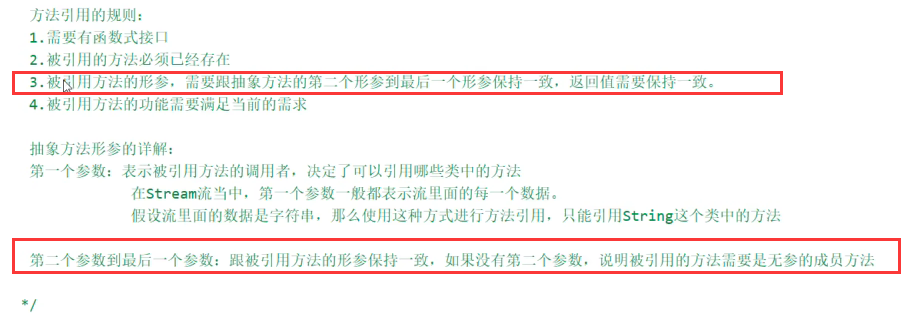 方法引用的规则:
1.需要有函数式接口
2.被引用的方法必须已经存在
3.被引用方法的形参，需要跟抽象方法的第二个形参到最后一个形参保持一致，返回值需要保持一致。
4.被引用方法的功能需要满足当前的需求
抽象方法形参的详解:
第一个参数: 表示被引用方法的调用者，决定了可以引用哪些类中的方法
在Stream流当中，第一个参数一般都表示流里面的每一个数据。
假设流里面的数据是字符串，那么使用这种方式进行方法引用，只能引用String这个类中的方法
第二个参数到最后一个参数: 跟被引用方法的形参保持一致，如果没有第二个参数，说明被引用的方法需要是无参的成员方法
*/